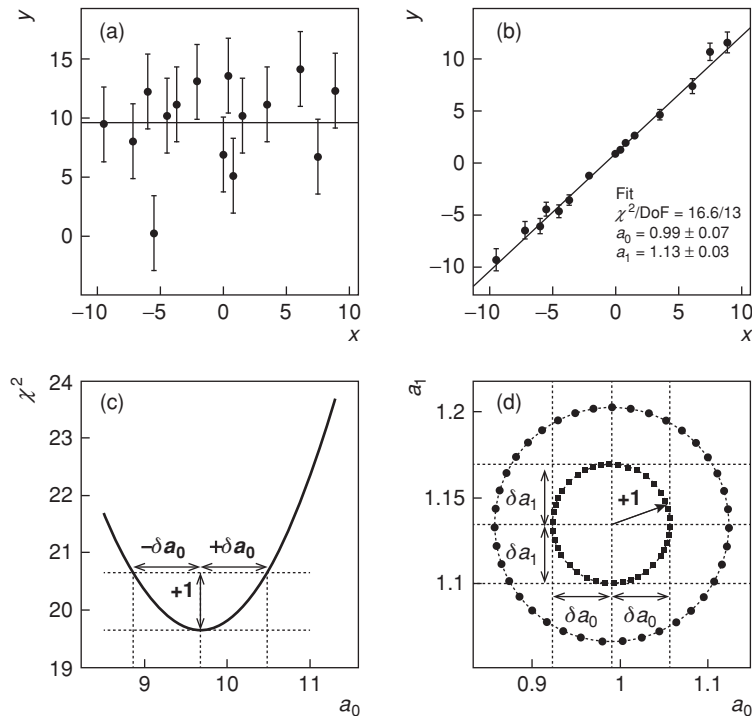 y
(a)
15
10
5
0
−10
−5
0
5
10
x
y
(b)
10
5
0
−5
−10
Fit
χ²/DoF = 16.6/13
a₀ = 0.99 ± 0.07
a₁ = 1.13 ± 0.03
−10
−5
0
5
10
x
χ²
(c)
24
23
22
21
20
19
−δa₀ +δa₀
+1
9
10
11
a₀
a₁
(d)
1.2
1.15
1.1
δa₁
+1
δa₁
δa₀ δa₀
0.9
1
1.1
a₀